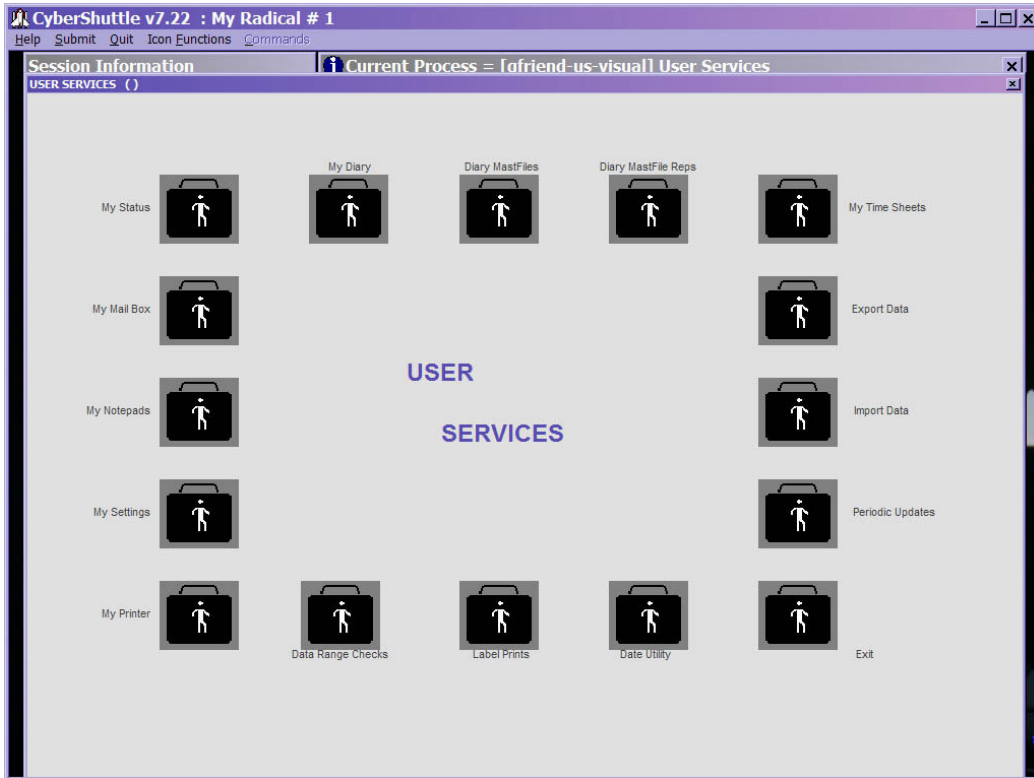 CyberShuttle v7.22 : My Radical # 1
Help Submit Quit Icon Functions Commands
Session Information
Current Process = [qfriend-us-visual] User Services
USER SERVICES ( )
My Diary
Diary MastFiles
Diary MastFile Reps
My Status
My Time Sheets
My Mail Box
Export Data
USER
My Notepads
Import Data
SERVICES
My Settings
Periodic Updates
My Printer
Data Range Checks
Label Prints
Date Utility
Exit